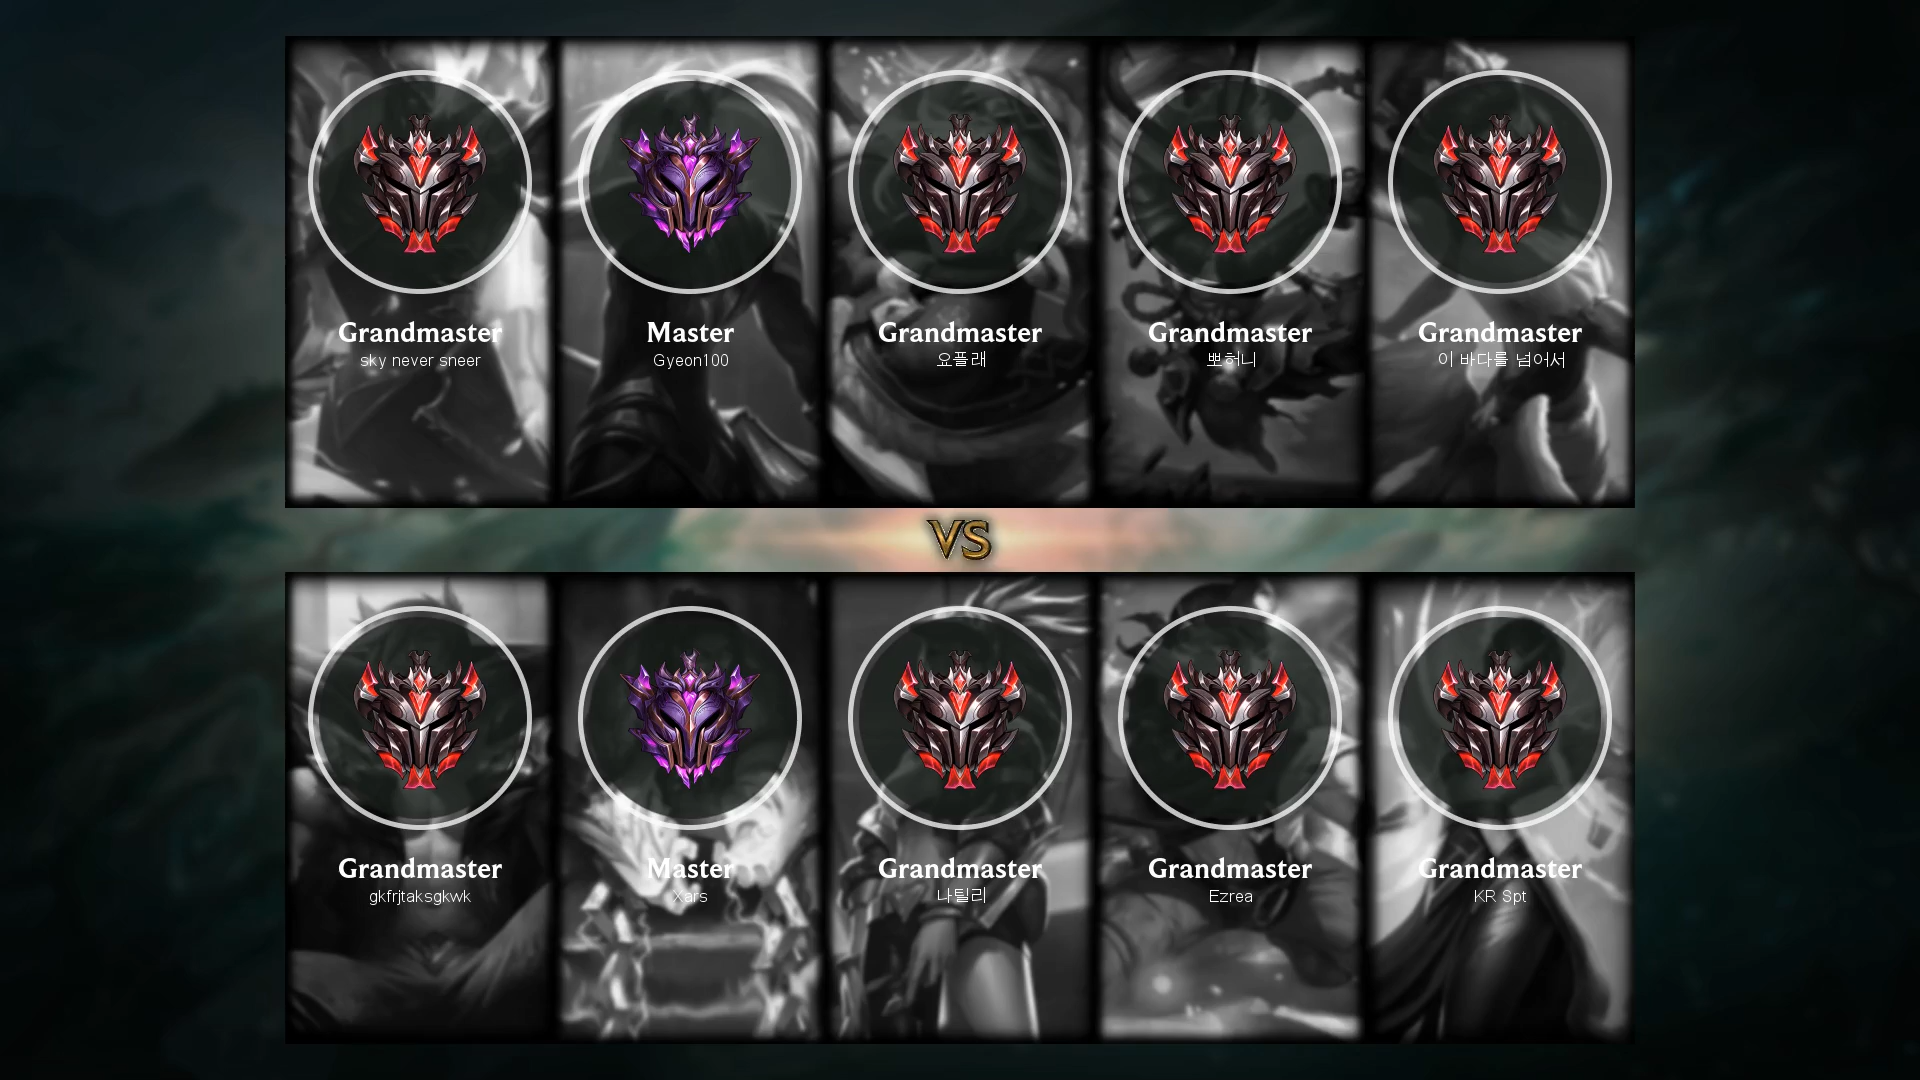 Grandmaster
sky never sneer
Master
Gyeon100
Grandmaster
요플래
Grandmaster
뽀허니
Grandmaster
이 바다를 넘어서
VS
Grandmaster
gkfrjtaksgkwk
Master
Xars
Grandmaster
나틸리
Grandmaster
Ezrea
Grandmaster
KR Spt